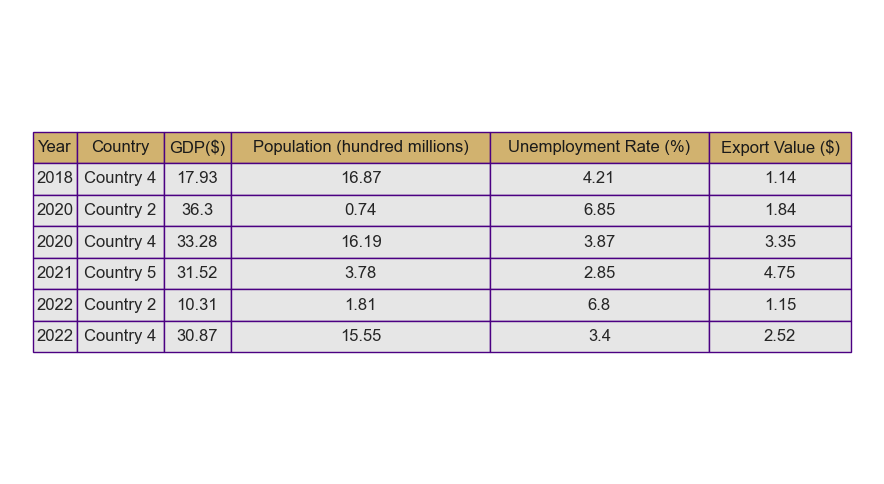 Year Country GDP($) Population (hundred millions) Unemployment Rate (%) Export Value ($)
2018 Country 4 17.93 16.87 4.21 1.14
2020 Country 2 36.3 0.74 6.85 1.84
2020 Country 4 33.28 16.19 3.87 3.35
2021 Country 5 31.52 3.78 2.85 4.75
2022 Country 2 10.31 1.81 6.8 1.15
2022 Country 4 30.87 15.55 3.4 2.52